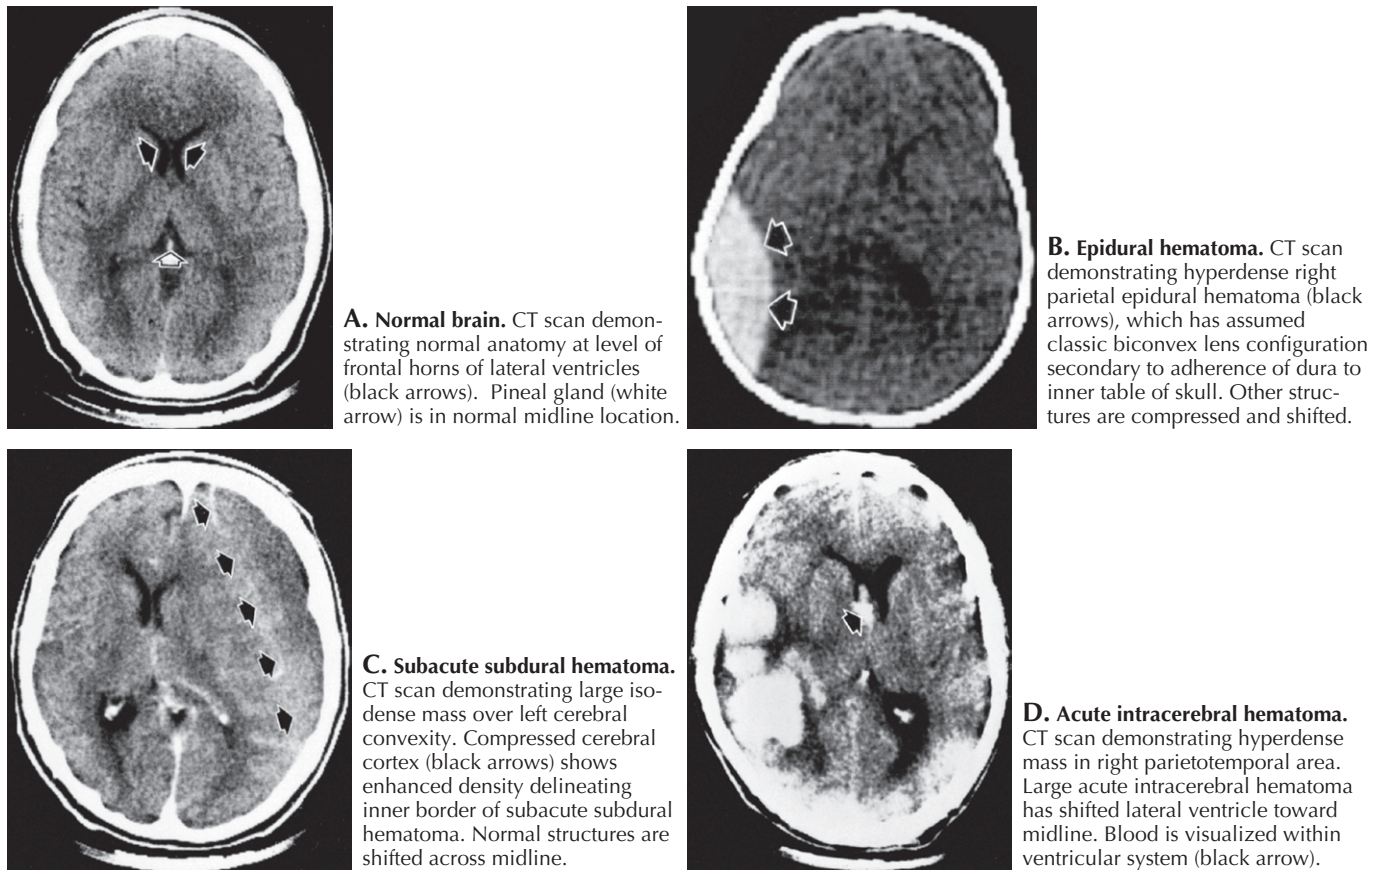 A. Normal brain. CT scan demon-
strating normal anatomy at level of
frontal horns of lateral ventricles
(black arrows). Pineal gland (white
arrow) is in normal midline location.
B. Epidural hematoma. CT scan
demonstrating hyperdense right
parietal epidural hematoma (black
arrows), which has assumed
classic biconvex lens configuration
secondary to adherence of dura to
inner table of skull. Other struc-
tures are compressed and shifted.
C. Subacute subdural hematoma.
CT scan demonstrating large iso-
dense mass over left cerebral
convexity. Compressed cerebral
cortex (black arrows) shows
enhanced density delineating
inner border of subacute subdural
hematoma. Normal structures are
shifted across midline.
D. Acute intracerebral hematoma.
CT scan demonstrating hyperdense
mass in right parietotemporal area.
Large acute intracerebral hematoma
has shifted lateral ventricle toward
midline. Blood is visualized within
ventricular system (black arrow).